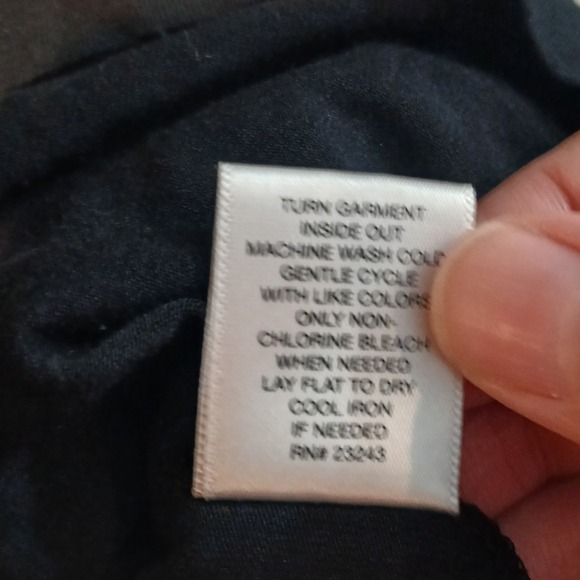 TURN GARMENT
INSIDE OUT
MACHINE WASH COLD
GENTLE CYCLE
WITH LIKE COLORS
ONLY NON-
CHLORINE BLEACH
WHEN NEEDED
LAY FLAT TO DRY
COOL IRON
IF NEEDED
RN# 23243